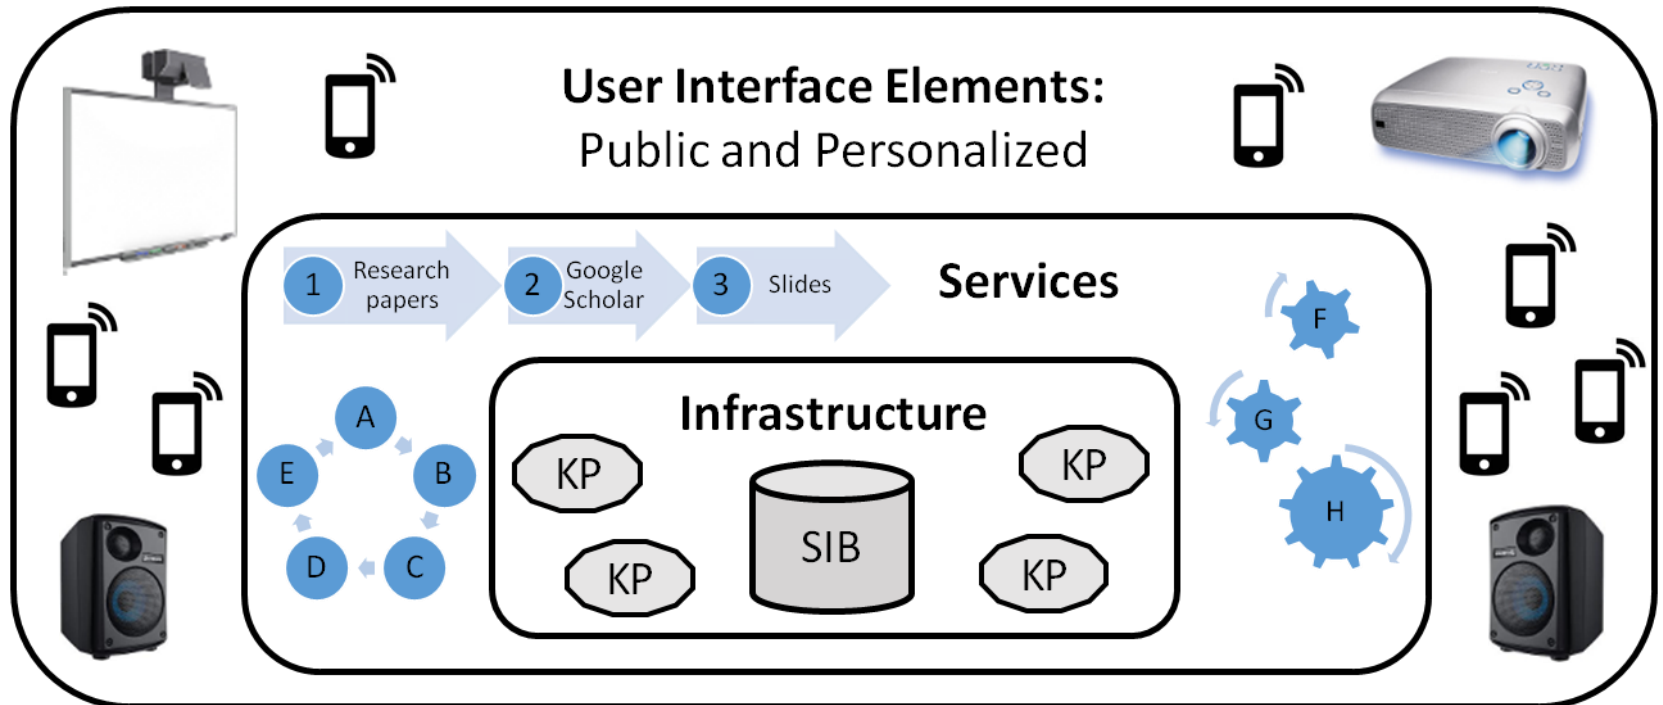 User Interface Elements:
Public and Personalized
1
Research
papers
2
Google
Scholar
3
Slides
Services
F
G
H
A
B
C
D
E
Infrastructure
KP
KP
SIB
KP
KP